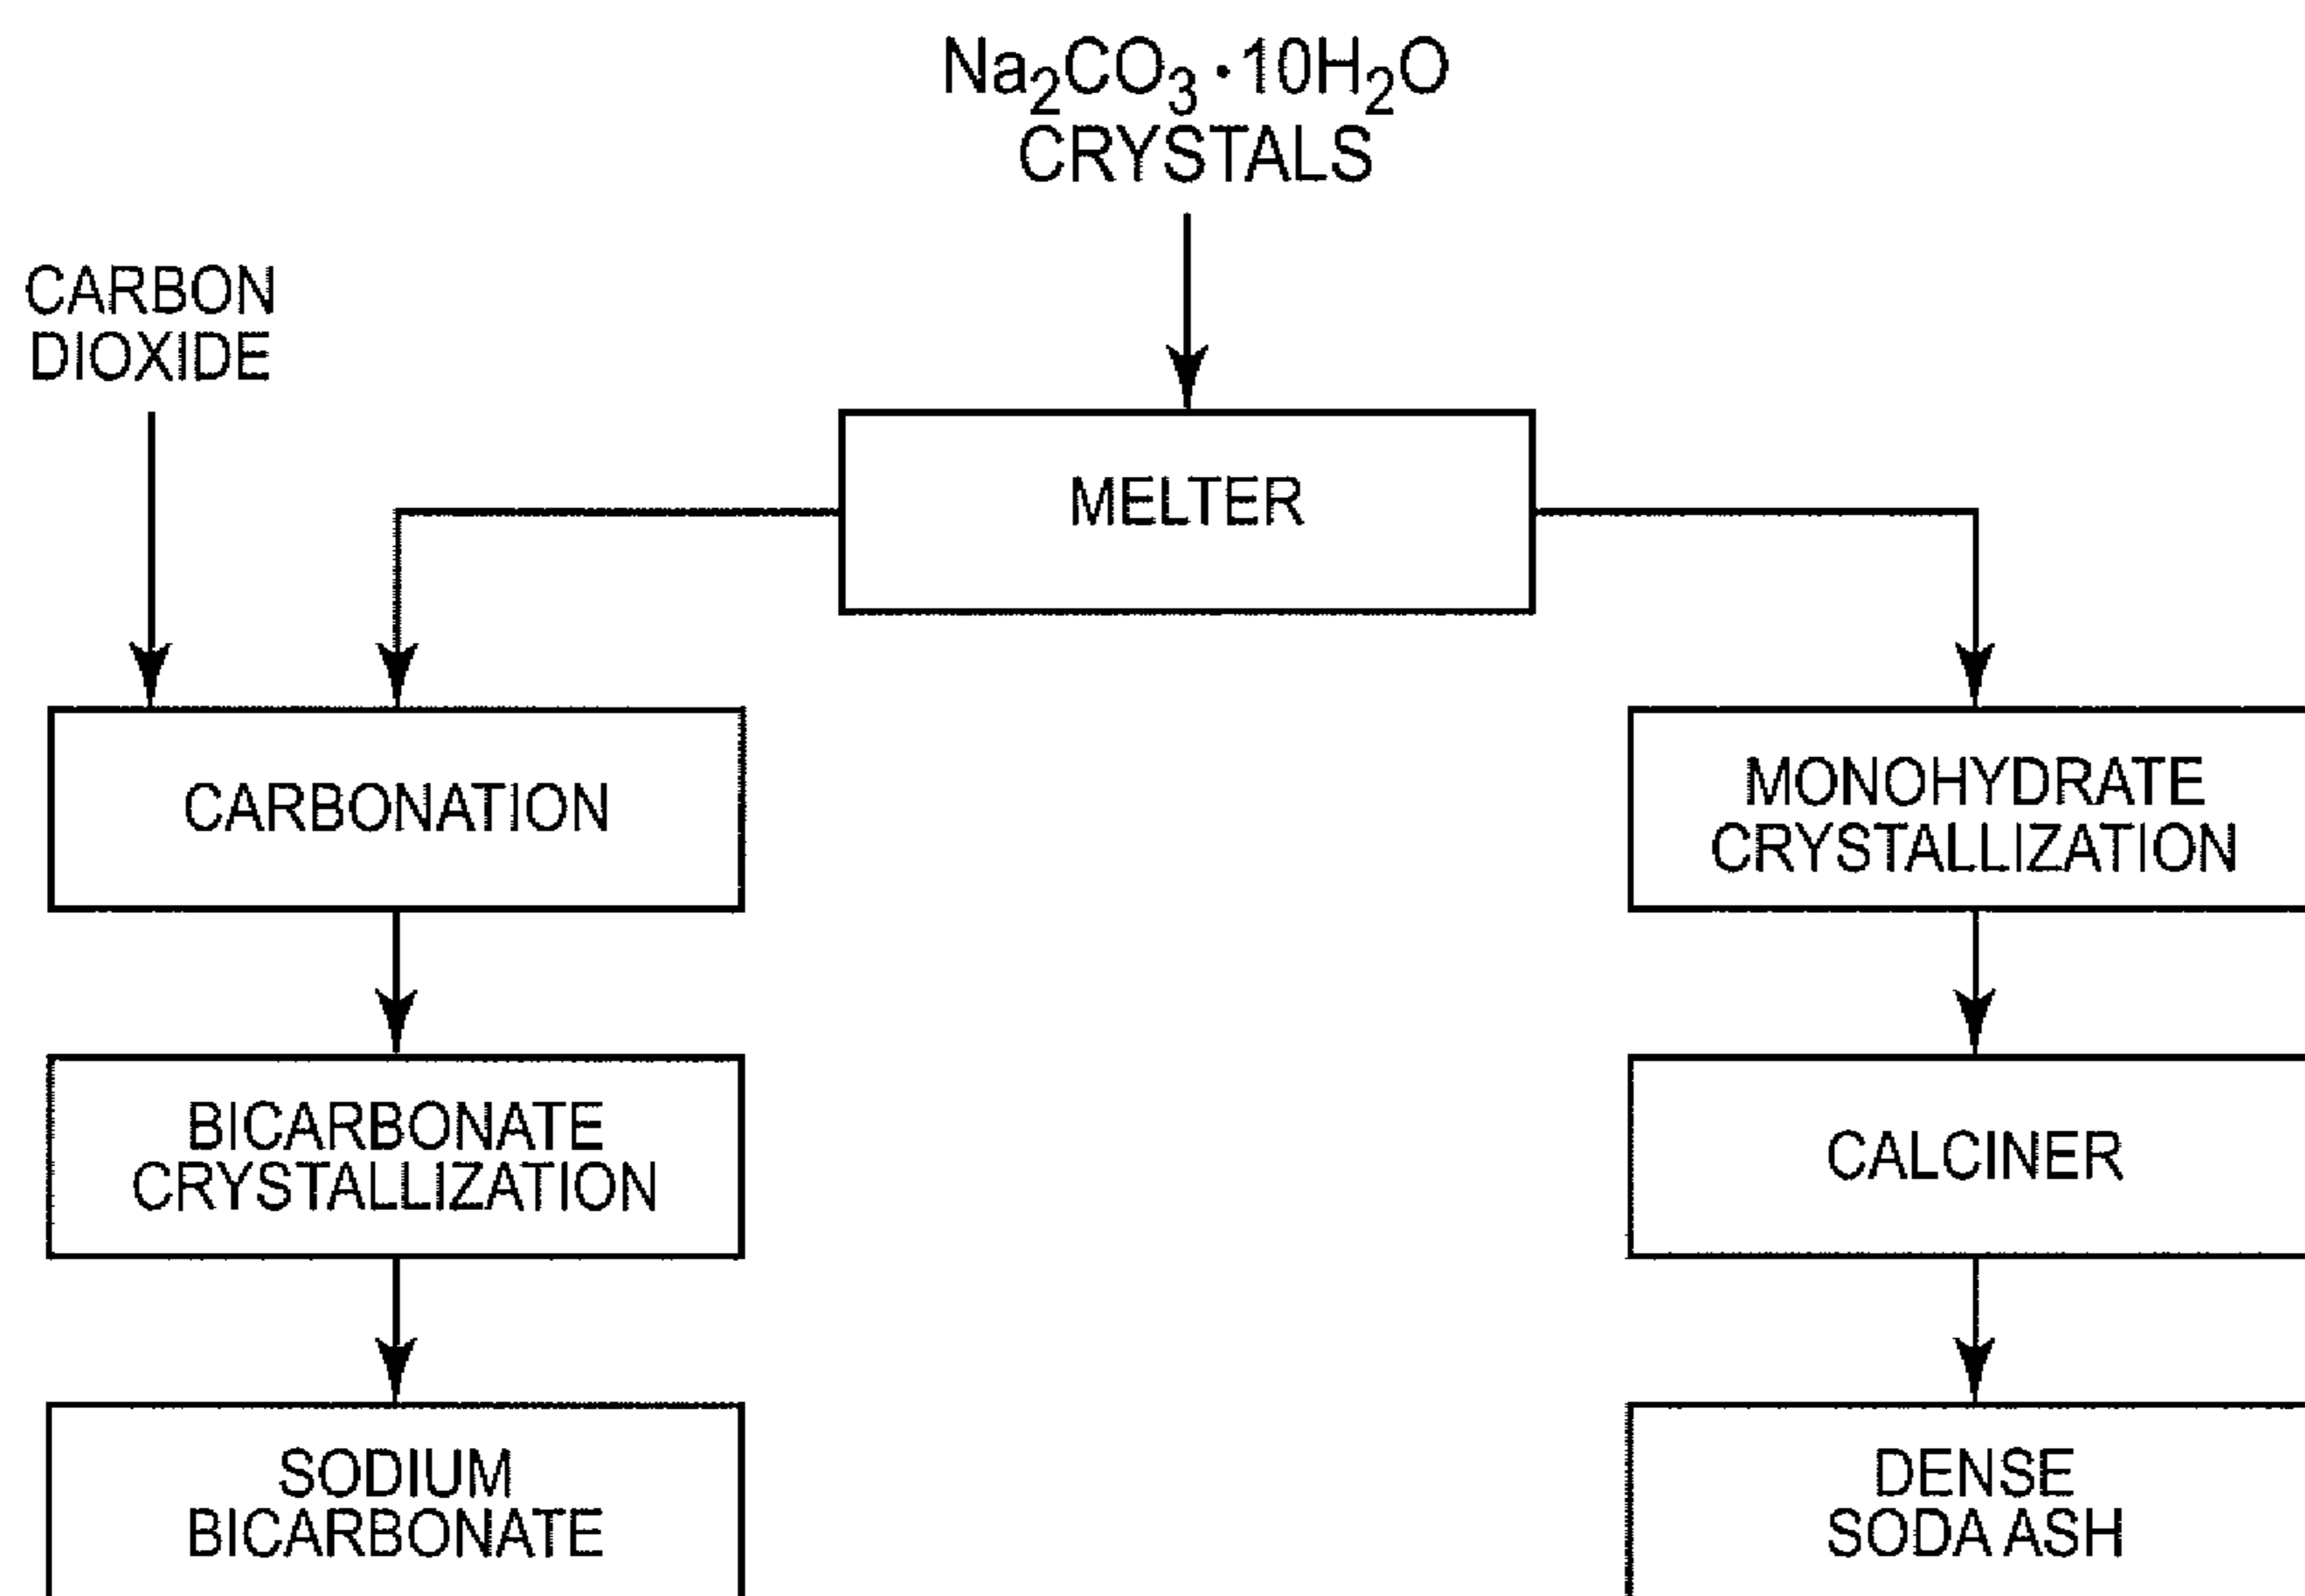 Na₂CO₃·10H₂O
CRYSTALS
CARBON
DIOXIDE
MELTER
CARBONATION
MONOHYDRATE
CRYSTALLIZATION
BICARBONATE
CRYSTALLIZATION
CALCINER
SODIUM
BICARBONATE
DENSE
SODA ASH